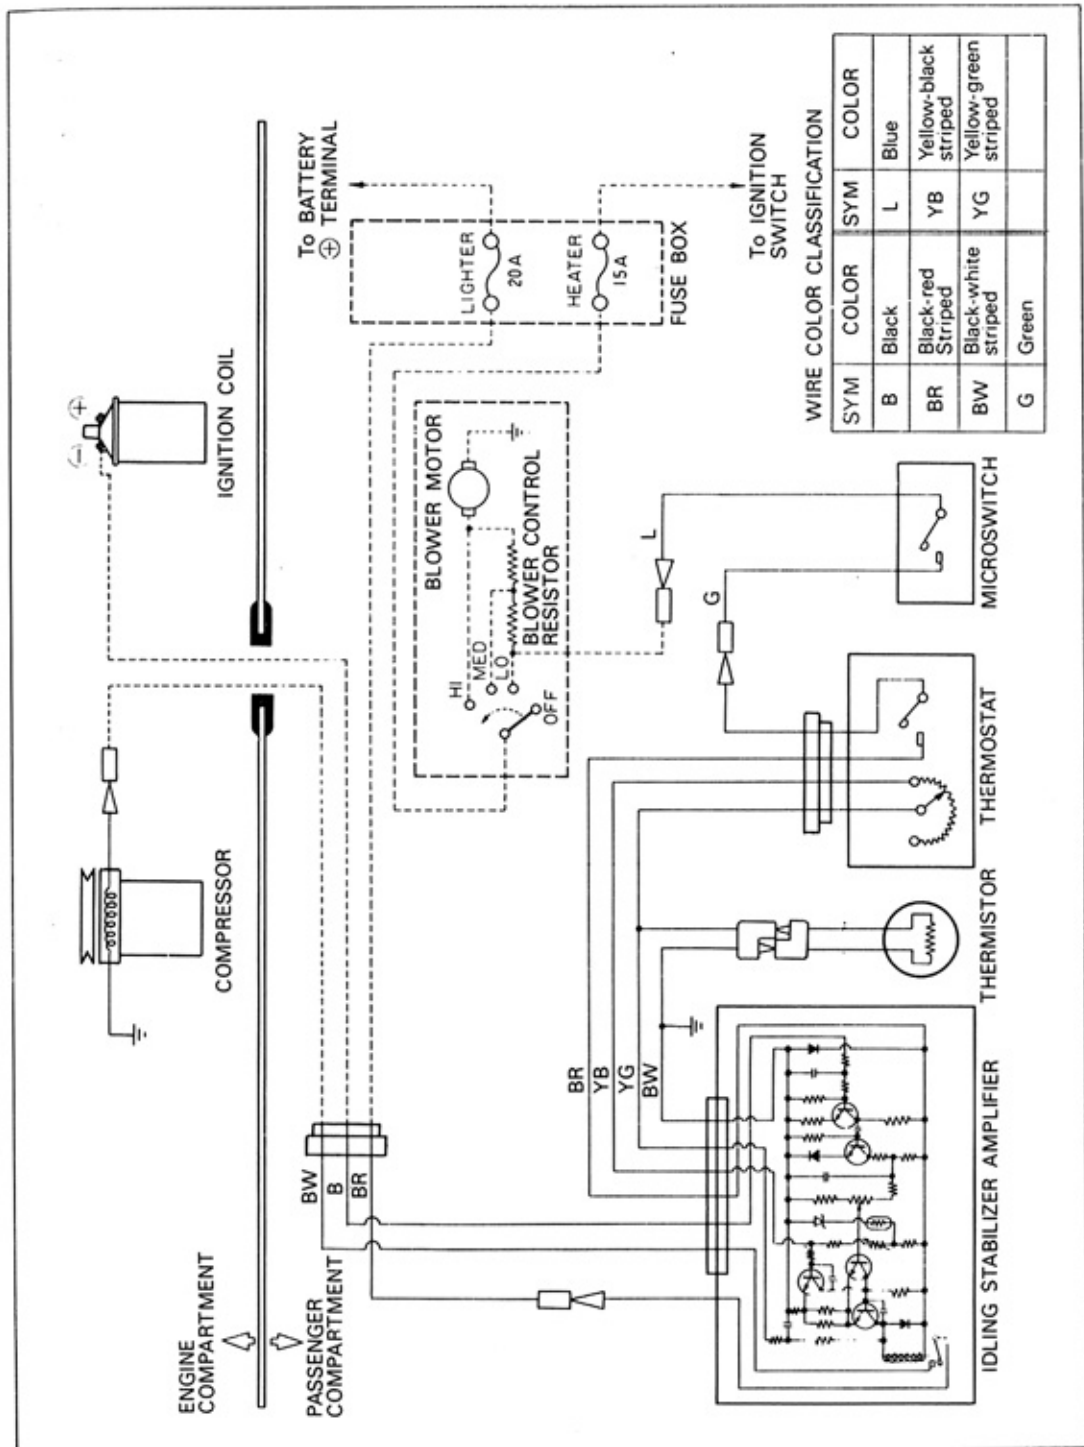 ENGINE
COMPARTMENT
PASSENGER
COMPARTMENT
COMPRESSOR
IGNITION COIL
(−)
(+)
BW
B
BR
To BATTERY
⊕ TERMINAL
LIGHTER
20A
HEATER
15A
FUSE BOX
To IGNITION
SWITCH
BLOWER MOTOR
HI
MED
LO
OFF
BLOWER CONTROL
RESISTOR
L
G
BR
YB
YG
BW
IDLING STABILIZER AMPLIFIER
THERMISTOR
THERMOSTAT
MICROSWITCH
WIRE COLOR CLASSIFICATION
SYM COLOR SYM COLOR
B Black L Blue
BR Black-red Striped YB Yellow-black striped
BW Black-white striped YG Yellow-green striped
G Green